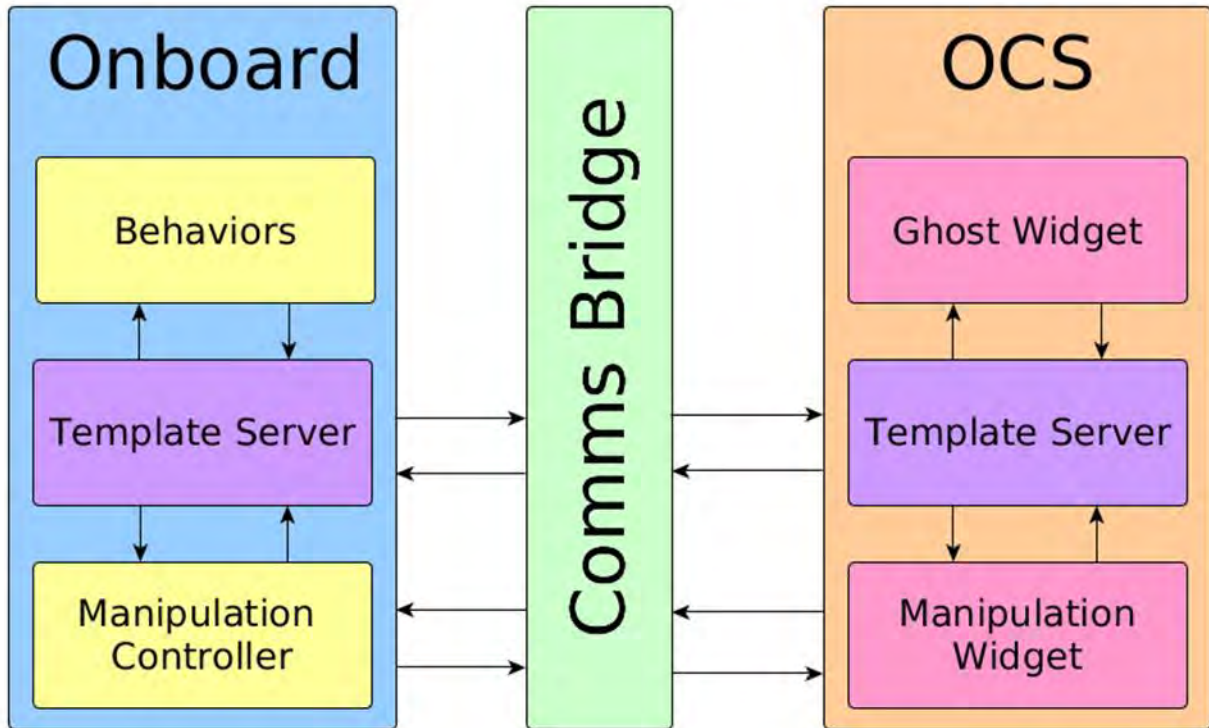 Onboard
Behaviors
Template Server
Manipulation
Controller
Comms Bridge
OCS
Ghost Widget
Template Server
Manipulation
Widget